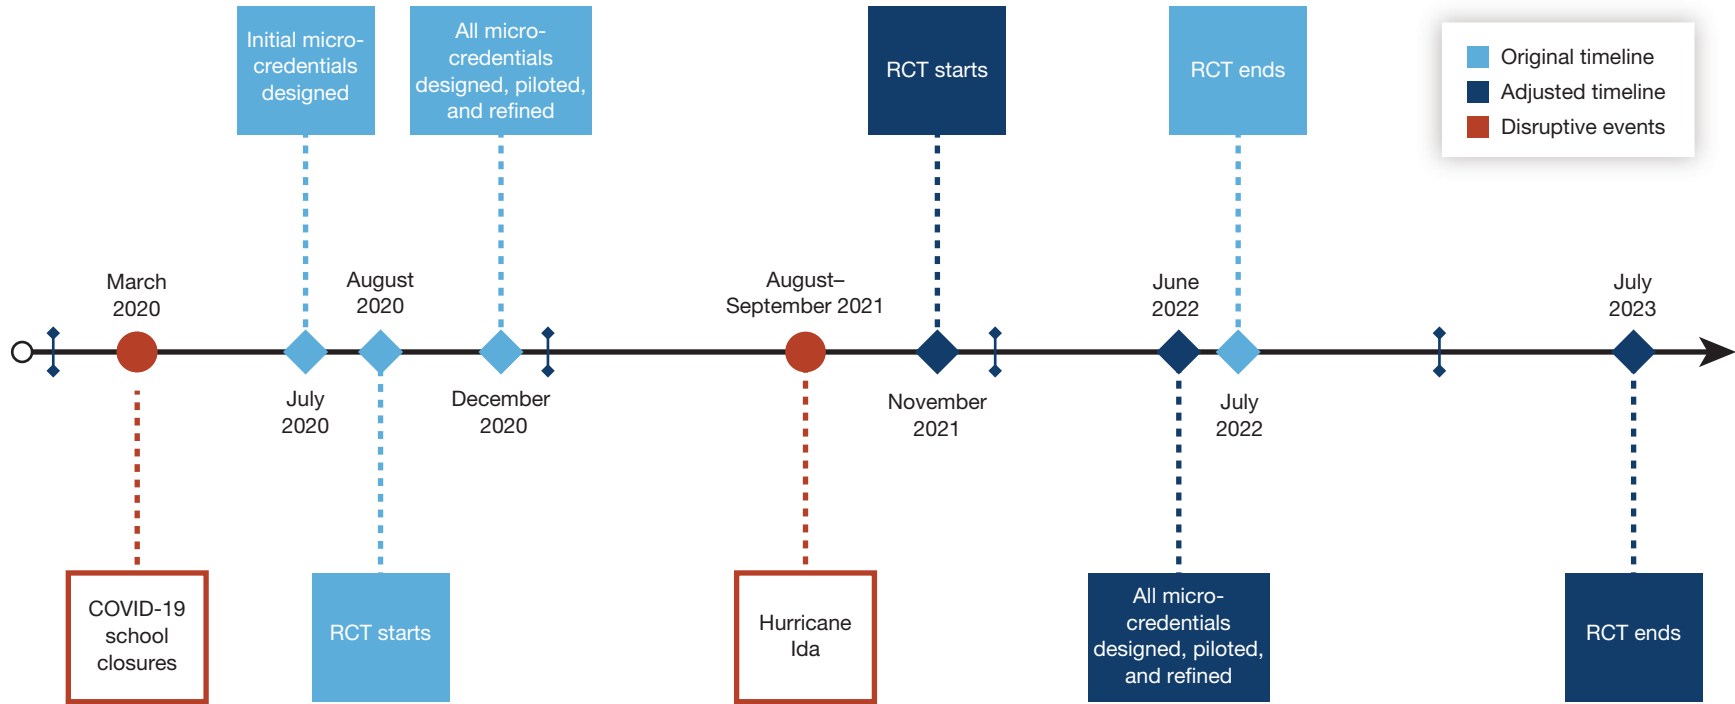 Initial micro-
credentials
designed
All micro-
credentials
designed, piloted,
and refined
RCT starts
RCT ends
Original timeline
Adjusted timeline
Disruptive events
March
2020
August
2020
August–
September 2021
June
2022
July
2023
July
2020
December
2020
November
2021
July
2022
COVID-19
school
closures
RCT starts
Hurricane
Ida
All micro-
credentials
designed, piloted,
and refined
RCT ends